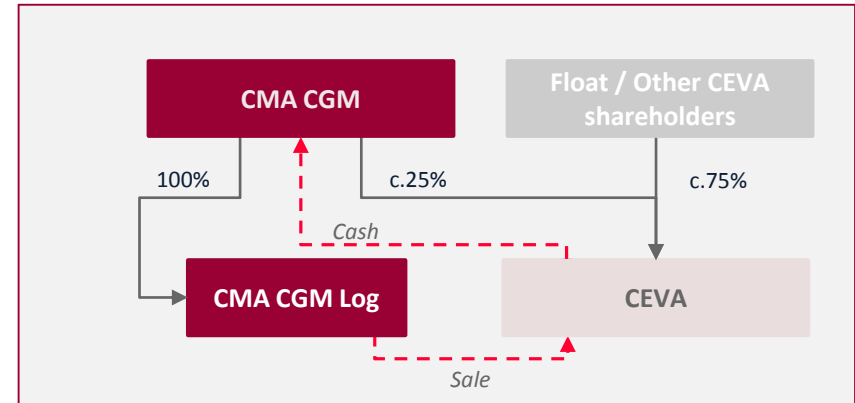 CMA CGM
Float / Other CEVA
shareholders
100%
c.25%
c.75%
Cash
CMA CGM Log
CEVA
Sale